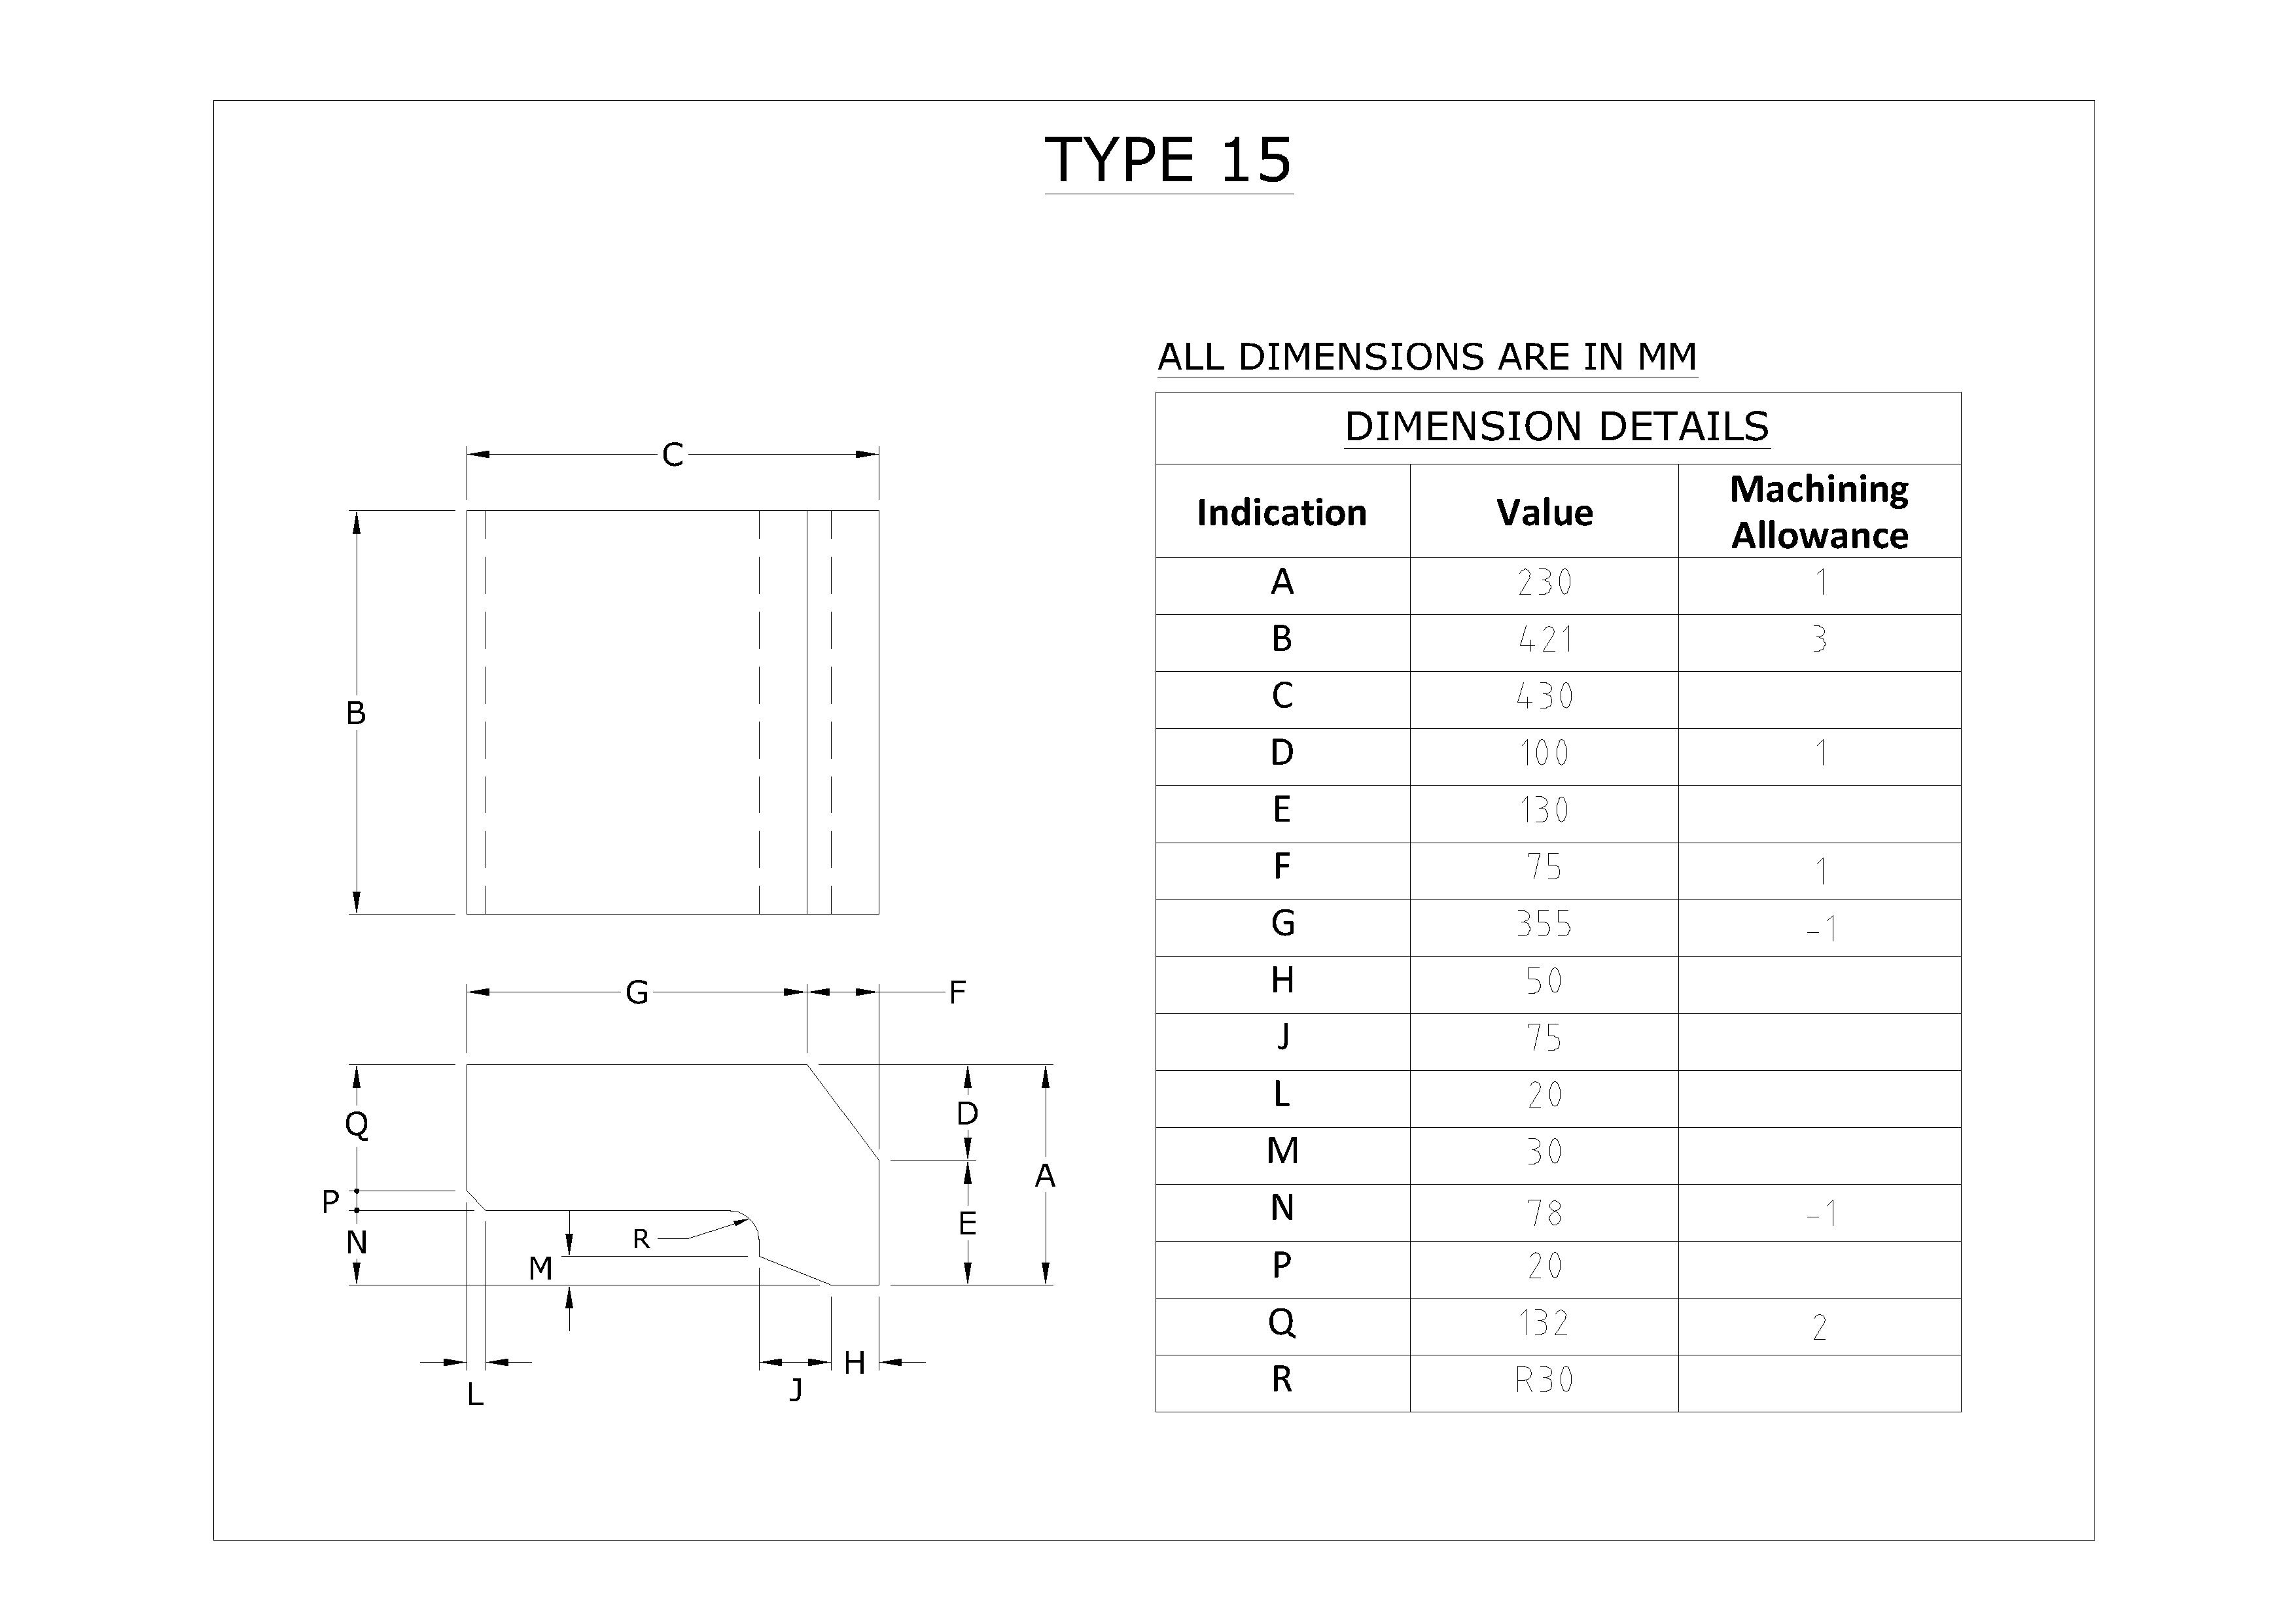 TYPE 15
ALL DIMENSIONS ARE IN MM
DIMENSION DETAILS
Indication Value Machining Allowance
A 230 1
B 421 3
C 430
D 100 1
E 130
F 75 1
G 355 -1
H 50
J 75
L 20
M 30
N 78 -1
P 20
Q 132 2
R R30
C
B
G F
Q D
A
P
N R E
M
H
L J